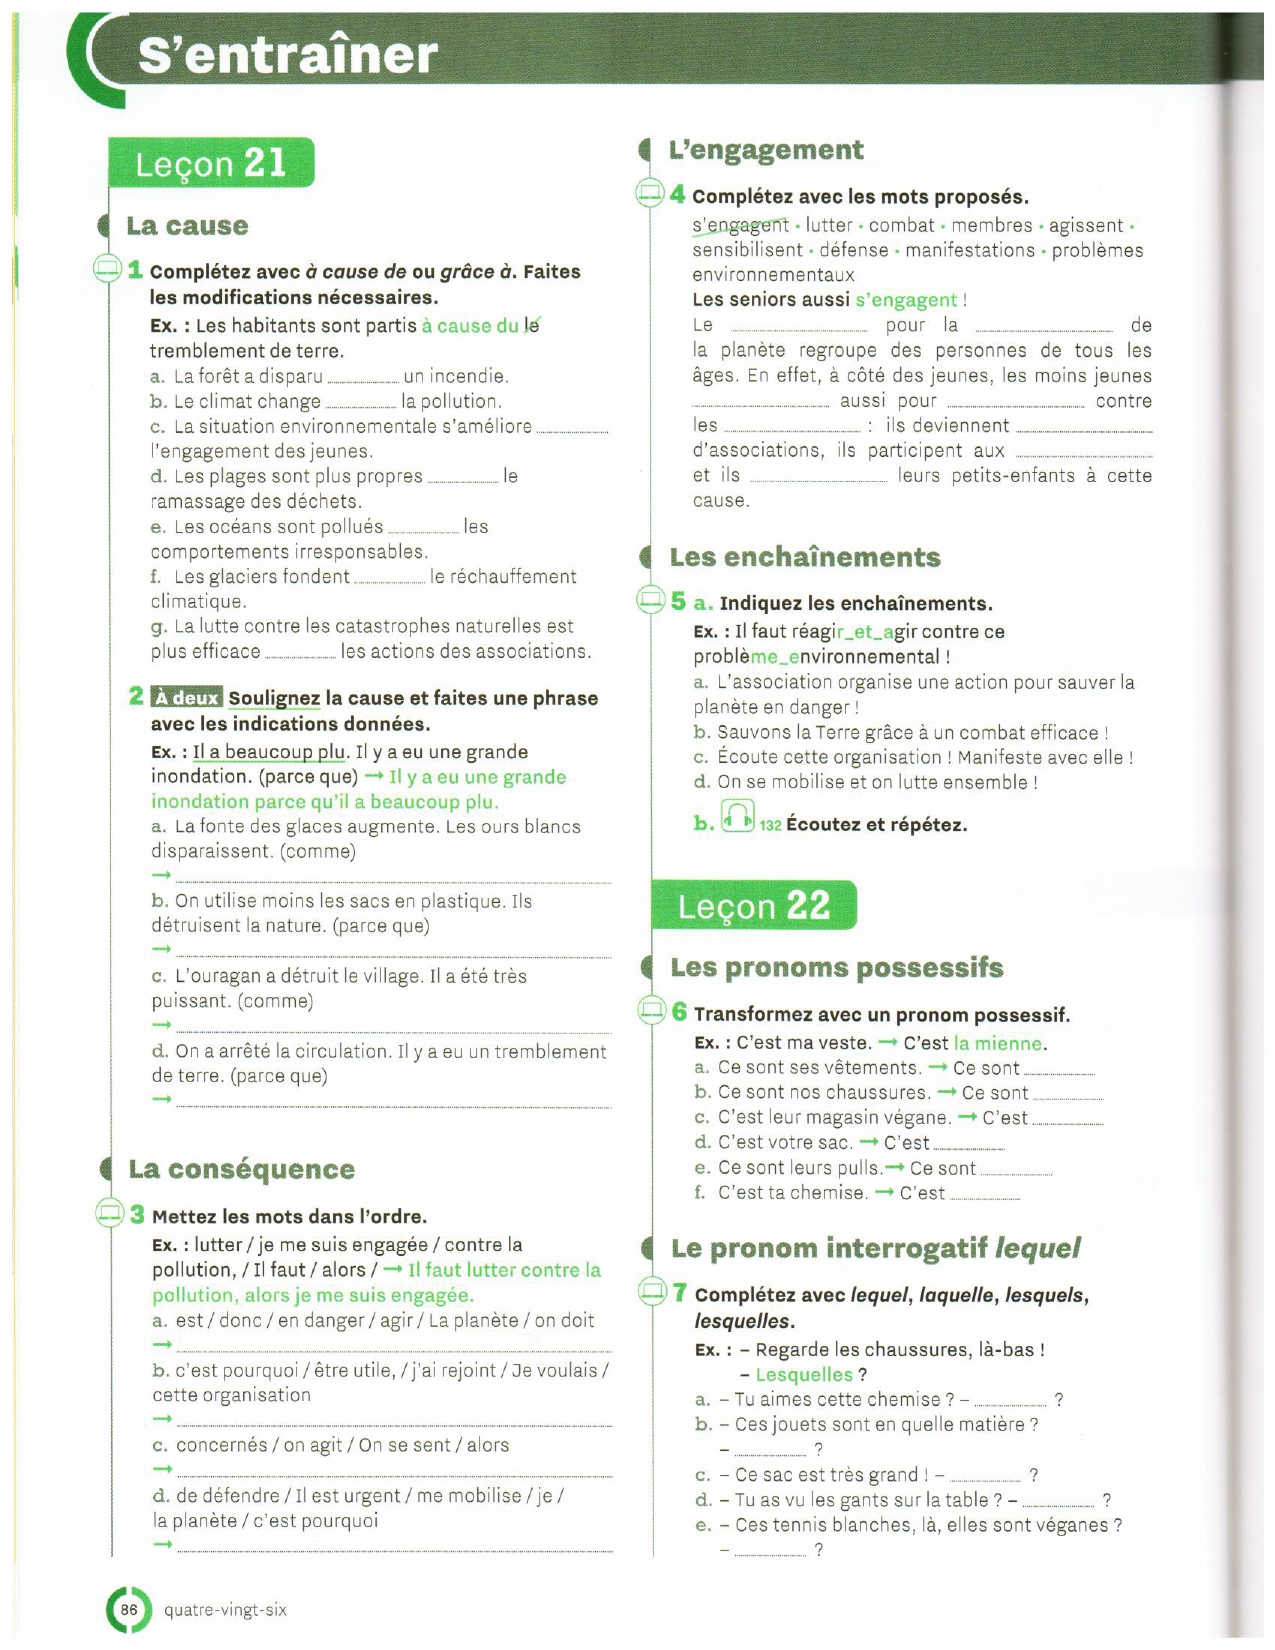 S'entraîner
Leçon 21
La cause
1 Complétez avec à cause de ou grâce à. Faites
les modifications nécessaires.
Ex. : Les habitants sont partis à cause du le
tremblement de terre.
a. La forêt a disparu ............ un incendie.
b. Le climat change ............ la pollution.
c. La situation environnementale s'améliore ............
l'engagement des jeunes.
d. Les plages sont plus propres ............ le
ramassage des déchets.
e. Les océans sont pollués ............ les
comportements irresponsables.
f. Les glaciers fondent ............ le réchauffement
climatique.
g. La lutte contre les catastrophes naturelles est
plus efficace ............ les actions des associations.
2 À deux Soulignez la cause et faites une phrase
avec les indications données.
Ex. : Il a beaucoup plu. Il y a eu une grande
inondation. (parce que) → Il y a eu une grande
inondation parce qu'il a beaucoup plu.
a. La fonte des glaces augmente. Les ours blancs
disparaissent. (comme)
→ ............
b. On utilise moins les sacs en plastique. Ils
détruisent la nature. (parce que)
→ ............
c. L'ouragan a détruit le village. Il a été très
puissant. (comme)
→ ............
d. On a arrêté la circulation. Il y a eu un tremblement
de terre. (parce que)
→ ............
La conséquence
3 Mettez les mots dans l'ordre.
Ex. : lutter / je me suis engagée / contre la
pollution, / Il faut / alors / → Il faut lutter contre la
pollution, alors je me suis engagée.
a. est / donc / en danger / agir / La planète / on doit
→ ............
b. c'est pourquoi / être utile, / j'ai rejoint / Je voulais /
cette organisation
→ ............
c. concernés / on agit / On se sent / alors
→ ............
d. de défendre / Il est urgent / me mobilise / je /
la planète / c'est pourquoi
→ ............
L'engagement
4 Complétez avec les mots proposés.
s'engagent • lutter • combat • membres • agissent •
sensibilisent • défense • manifestations • problèmes
environnementaux
Les seniors aussi s'engagent !
Le ............ pour la ............ de
la planète regroupe des personnes de tous les
âges. En effet, à côté des jeunes, les moins jeunes
............ aussi pour ............ contre
les ............ : ils deviennent ............
d'associations, ils participent aux ............
et ils ............ leurs petits-enfants à cette
cause.
Les enchaînements
5 a. Indiquez les enchaînements.
Ex. : Il faut réagir_et_agir contre ce
problème_environnemental !
a. L'association organise une action pour sauver la
planète en danger !
b. Sauvons la Terre grâce à un combat efficace !
c. Écoute cette organisation ! Manifeste avec elle !
d. On se mobilise et on lutte ensemble !
b. 132 Écoutez et répétez.
Leçon 22
Les pronoms possessifs
6 Transformez avec un pronom possessif.
Ex. : C'est ma veste. → C'est la mienne.
a. Ce sont ses vêtements. → Ce sont ............
b. Ce sont nos chaussures. → Ce sont ............
c. C'est leur magasin végane. → C'est ............
d. C'est votre sac. → C'est ............
e. Ce sont leurs pulls. → Ce sont ............
f. C'est ta chemise. → C'est ............
Le pronom interrogatif lequel
7 Complétez avec lequel, laquelle, lesquels,
lesquelles.
Ex. : – Regarde les chaussures, là-bas !
– Lesquelles ?
a. – Tu aimes cette chemise ? – ............ ?
b. – Ces jouets sont en quelle matière ?
– ............ ?
c. – Ce sac est très grand ! – ............ ?
d. – Tu as vu les gants sur la table ? – ............ ?
e. – Ces tennis blanches, là, elles sont véganes ?
– ............ ?
86 quatre-vingt-six